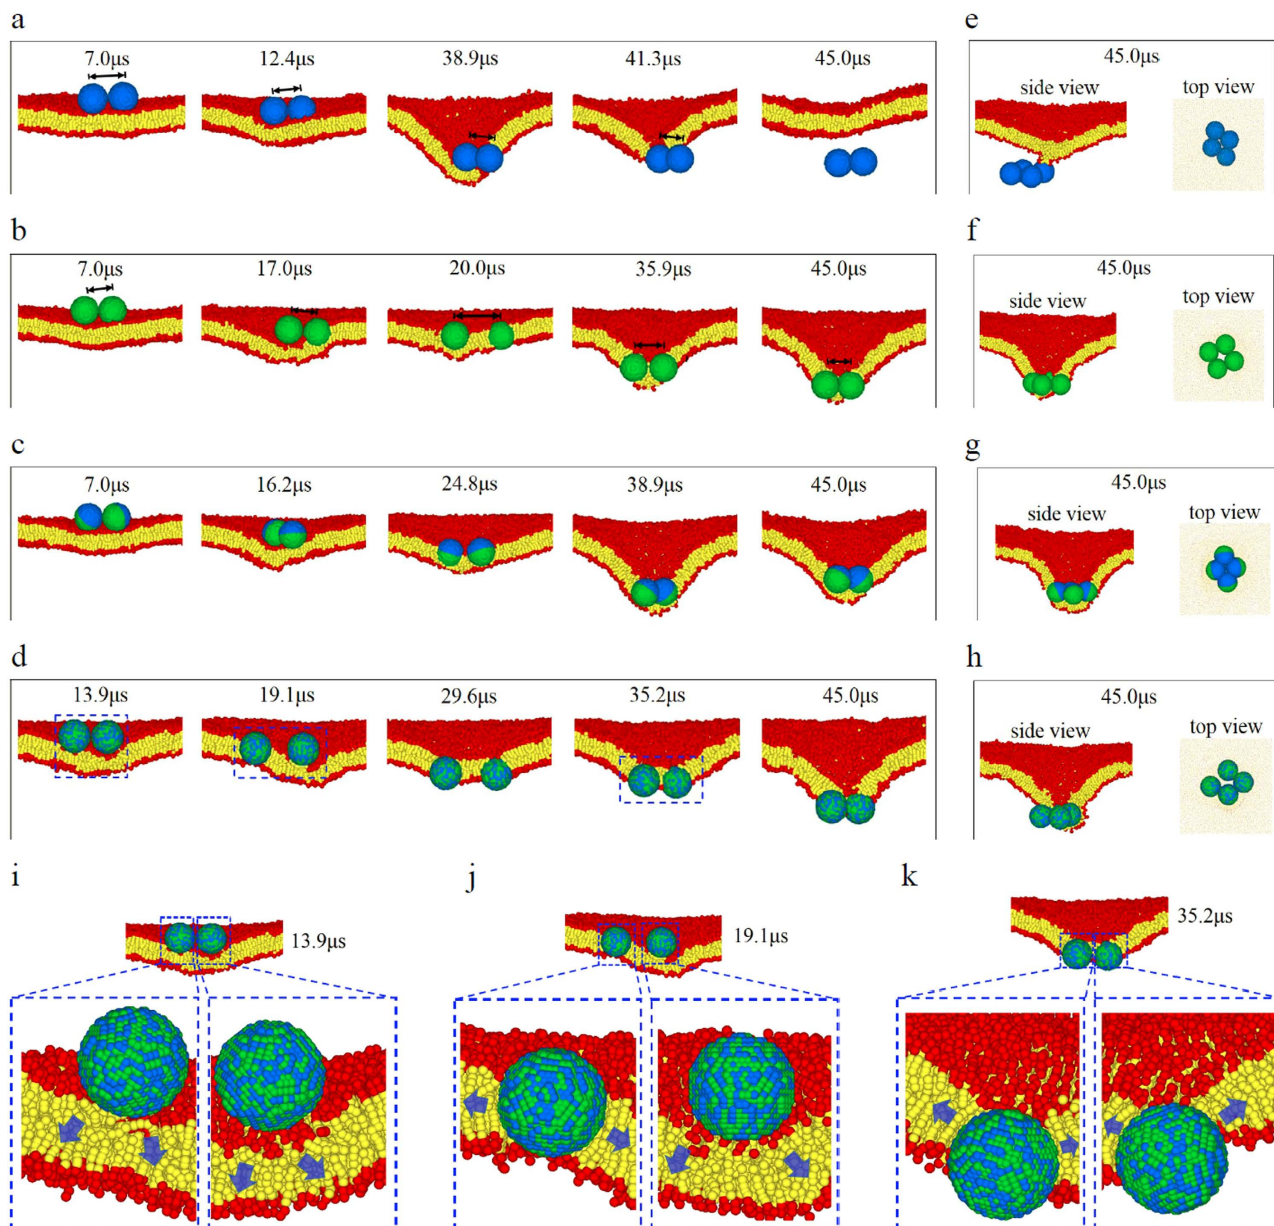 a
7.0μs 12.4μs 38.9μs 41.3μs 45.0μs
e
45.0μs
side view top view
b
7.0μs 17.0μs 20.0μs 35.9μs 45.0μs
f
45.0μs
side view top view
c
7.0μs 16.2μs 24.8μs 38.9μs 45.0μs
g
45.0μs
side view top view
d
13.9μs 19.1μs 29.6μs 35.2μs 45.0μs
h
45.0μs
side view top view
i
13.9μs
j
19.1μs
k
35.2μs